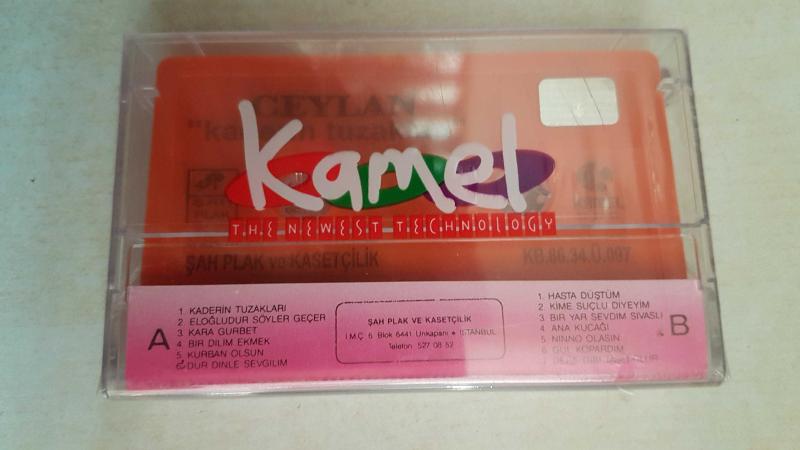 CEYLAN
"kaderin tuzakları"
Kamel
THE NEWEST TECHNOLOGY
ŞAH PLAK ve KASETÇİLİK
KB.86.34.Ü.097
A
1. KADERİN TUZAKLARI
2. ELOĞLUDUR SÖYLER GEÇER
3. KARA GURBET
4. BİR DİLİM EKMEK
5. KURBAN OLSUN
6. DUR DİNLE SEVGİLİM
ŞAH PLAK VE KASETÇİLİK
İ.M.Ç. 6. Blok 6441 Unkapanı • İSTANBUL
Telefon 527 08 52
1. HASTA DÜŞTÜM
2. KİME SUÇLU DİYEYİM
3. BİR YAR SEVDİM SIVASLI
4. ANA KUCAĞI
5. NİNNO OLASIN
6. GÜL KOPARDIM
B